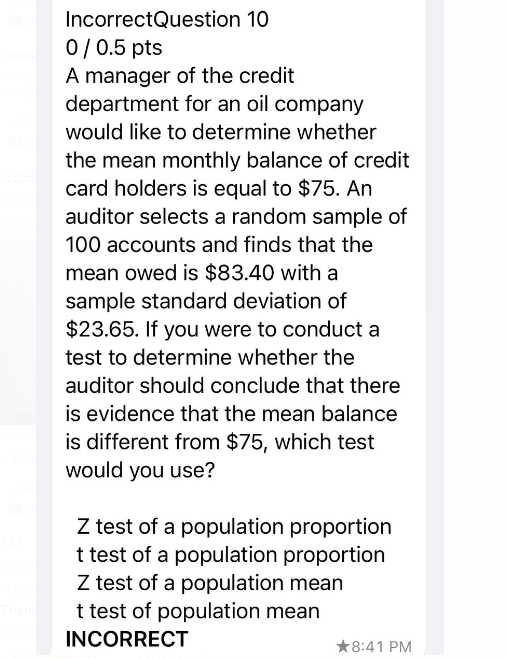 IncorrectQuestion 10
0 / 0.5 pts
A manager of the credit
department for an oil company
would like to determine whether
the mean monthly balance of credit
card holders is equal to $75. An
auditor selects a random sample of
100 accounts and finds that the
mean owed is $83.40 with a
sample standard deviation of
$23.65. If you were to conduct a
test to determine whether the
auditor should conclude that there
is evidence that the mean balance
is different from $75, which test
would you use?
Z test of a population proportion
t test of a population proportion
Z test of a population mean
t test of population mean
INCORRECT
★8:41 PM